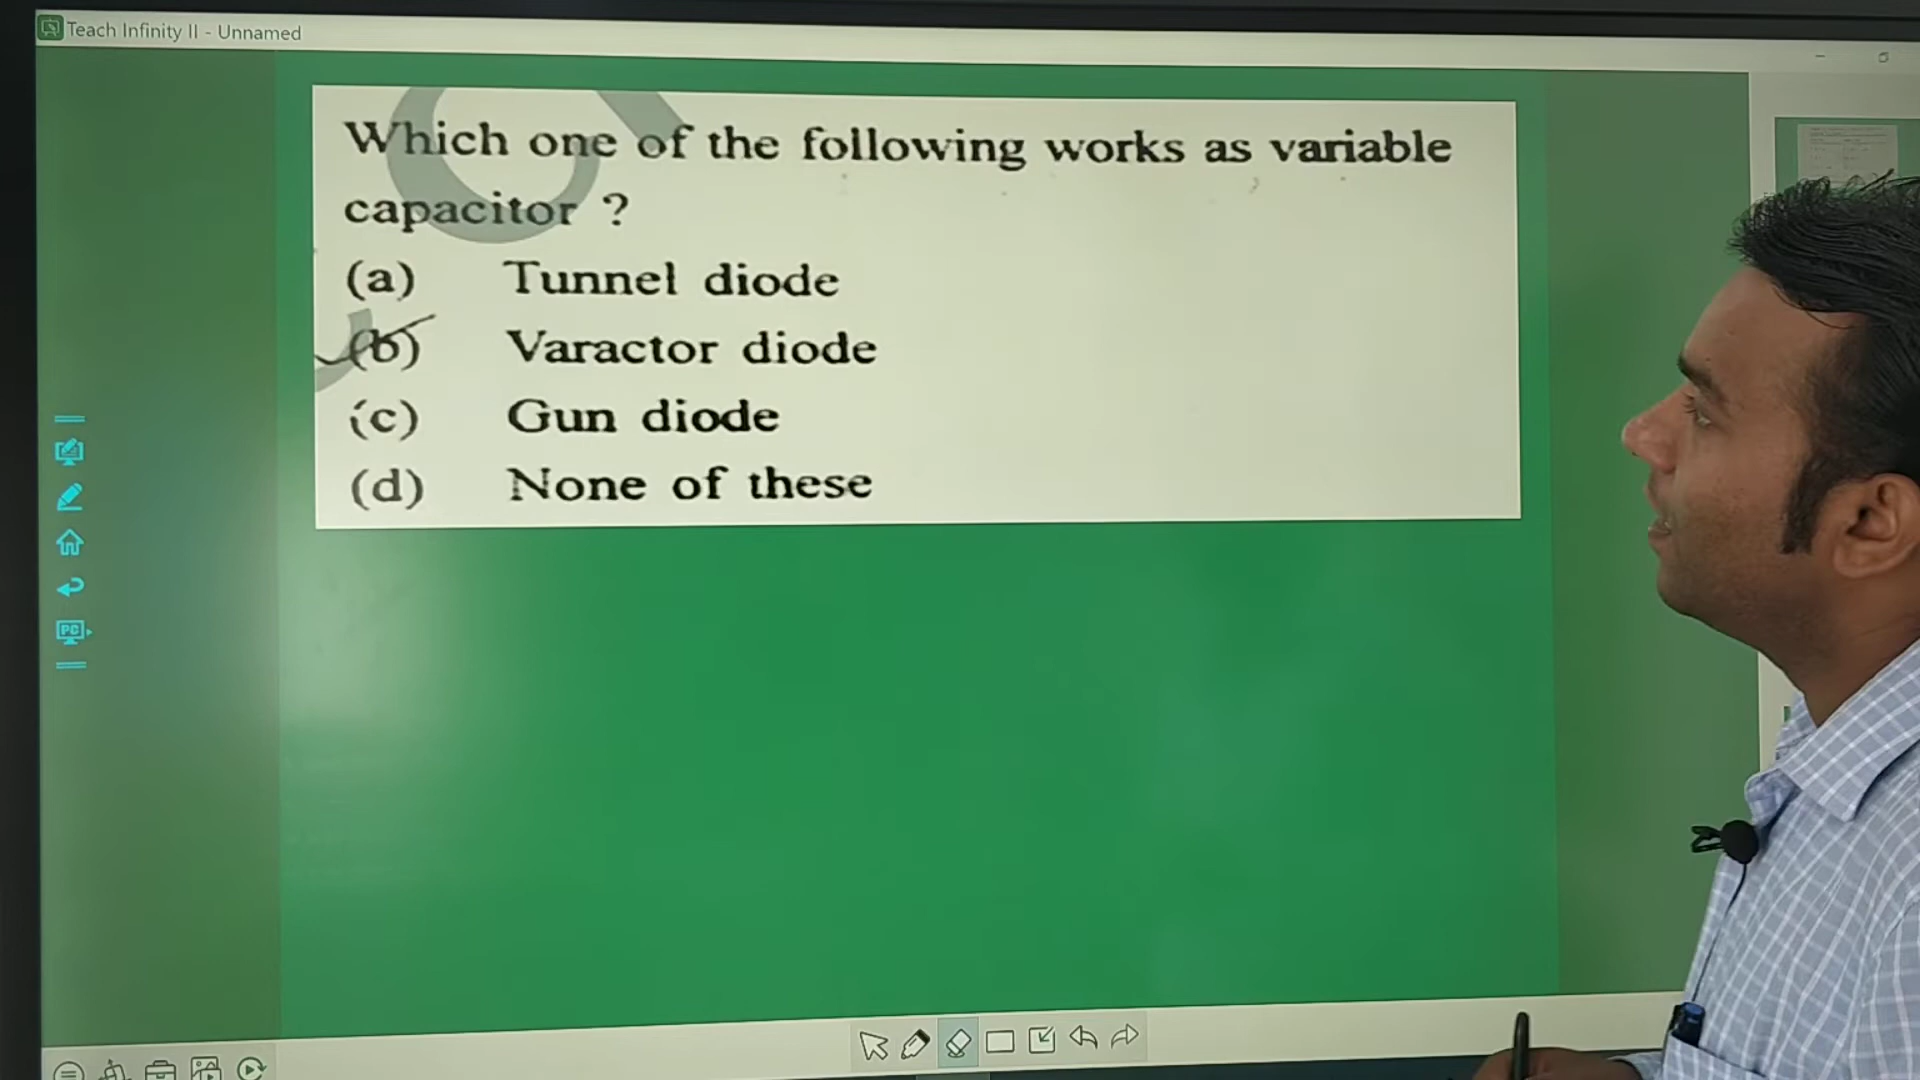 Teach Infinity II - Unnamed
Which one of the following works as variable
capacitor ?
(a) Tunnel diode
(b) Varactor diode
(c) Gun diode
(d) None of these
PC